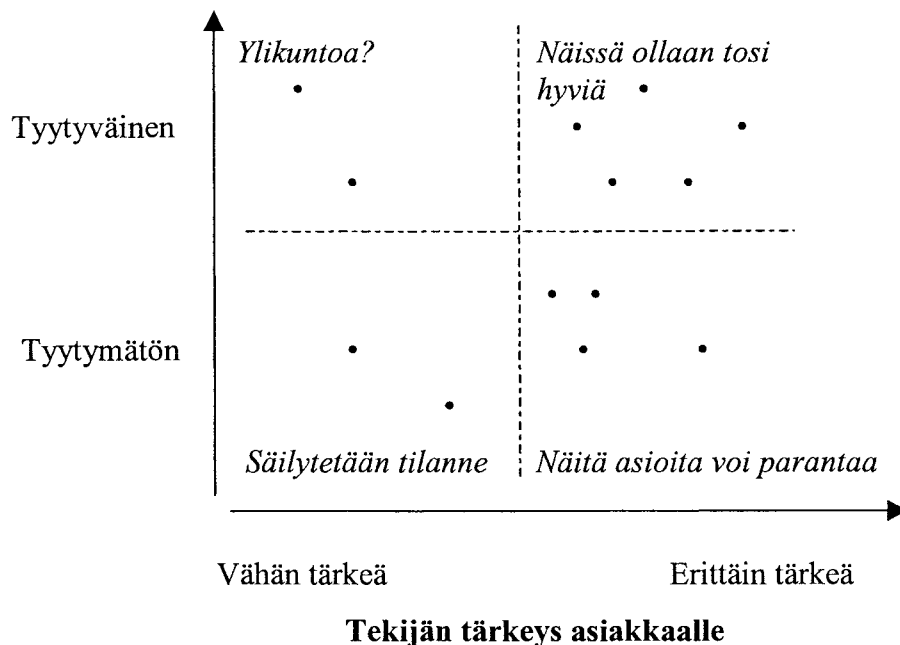 Ylikuntoa?
Näissä ollaan tosi
hyviä
Tyytyväinen
Tyytymätön
Säilytetään tilanne
Näitä asioita voi parantaa
Vähän tärkeä
Erittäin tärkeä
Tekijän tärkeys asiakkaalle